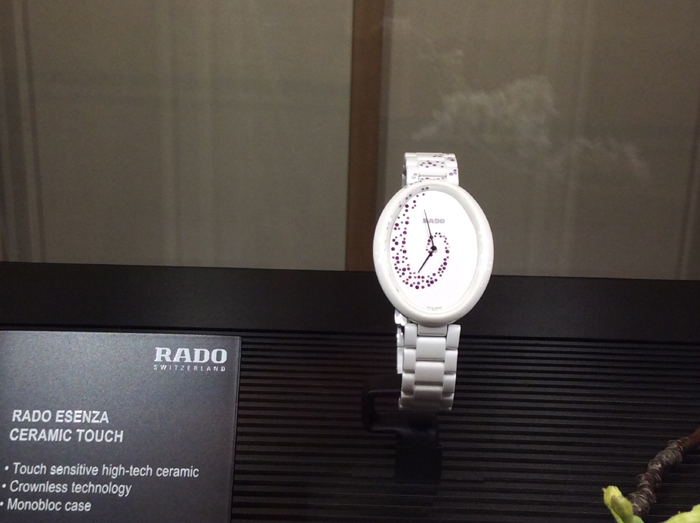 RADO
RADO
SWITZERLAND
RADO ESENZA
CERAMIC TOUCH
• Touch sensitive high-tech ceramic
• Crownless technology
• Monobloc case